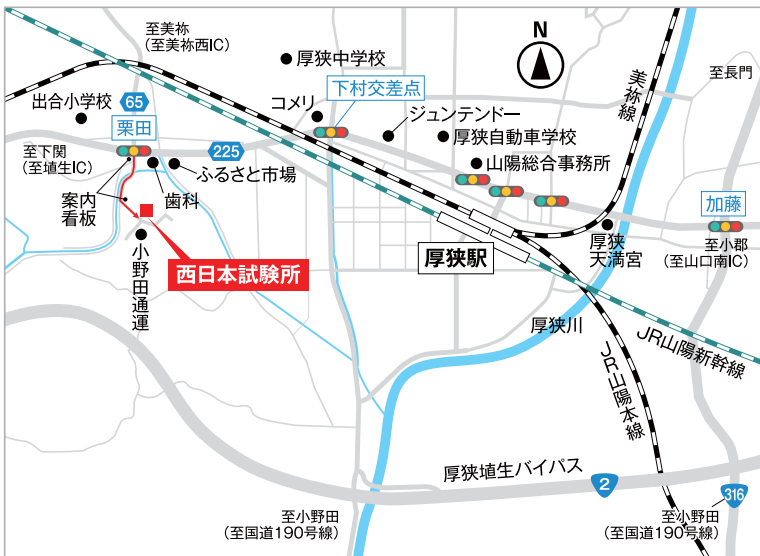 至美祢
(至美祢西IC)
厚狭中学校
N
美祢線
至長門
出合小学校
65
コメリ
下村交差点
ジュンテンドー
栗田
225
厚狭自動車学校
至下関
(至埴生IC)
ふるさと市場
山陽総合事務所
案内
看板
歯科
加藤
小野田通運
西日本試験所
厚狭駅
厚狭
天満宮
至小郡
(至山口南IC)
厚狭川
JR山陽新幹線
JR山陽本線
厚狭埴生バイパス
2
316
至小野田
(至国道190号線)
至小野田
(至国道190号線)